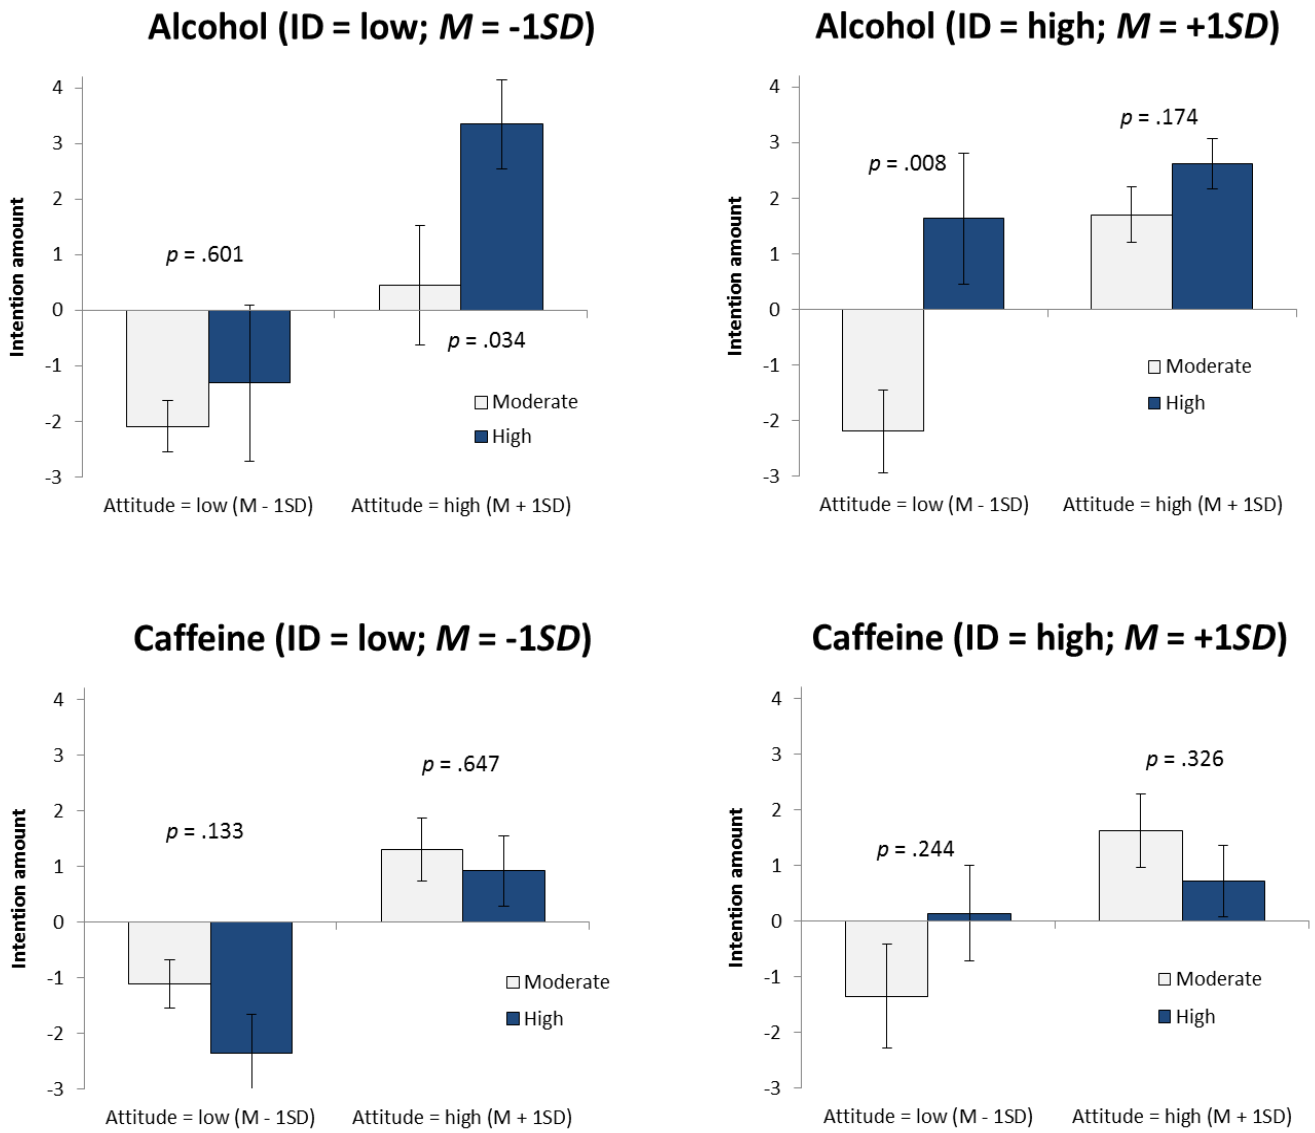 Alcohol (ID = low; M = -1SD)
4
3
2
1
0
-1
-2
-3
Intention amount
p = .601
p = .034
Moderate
High
Attitude = low (M - 1SD)
Attitude = high (M + 1SD)
Alcohol (ID = high; M = +1SD)
4
3
2
1
0
-1
-2
-3
Intention amount
p = .008
p = .174
Moderate
High
Attitude = low (M - 1SD)
Attitude = high (M + 1SD)
Caffeine (ID = low; M = -1SD)
4
3
2
1
0
-1
-2
-3
Intention amount
p = .133
p = .647
Moderate
High
Attitude = low (M - 1SD)
Attitude = high (M + 1SD)
Caffeine (ID = high; M = +1SD)
4
3
2
1
0
-1
-2
-3
Intention amount
p = .244
p = .326
Moderate
High
Attitude = low (M - 1SD)
Attitude = high (M + 1SD)